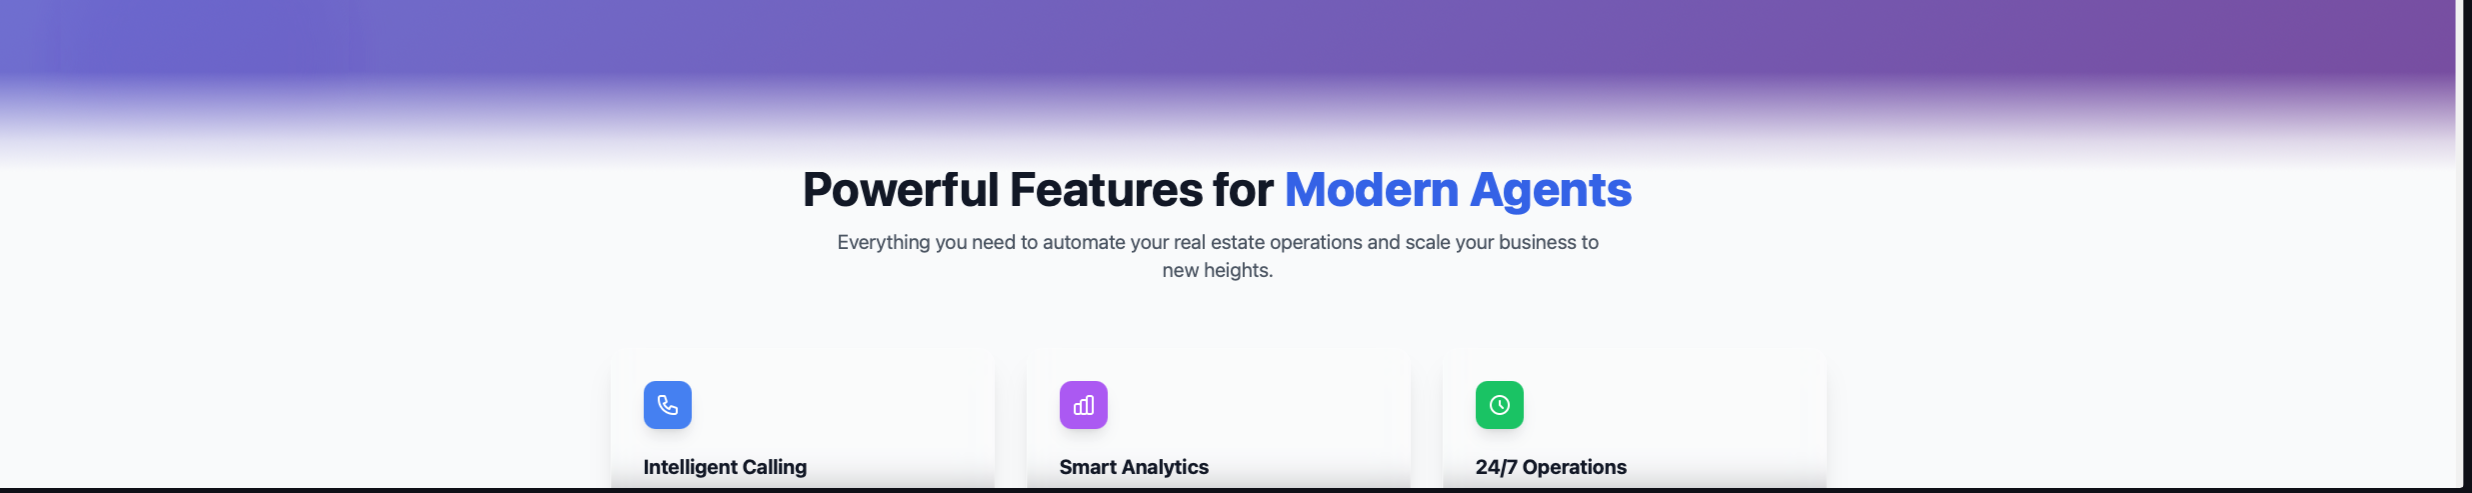 Powerful Features for Modern Agents
Everything you need to automate your real estate operations and scale your business to
new heights.
Intelligent Calling
Smart Analytics
24/7 Operations